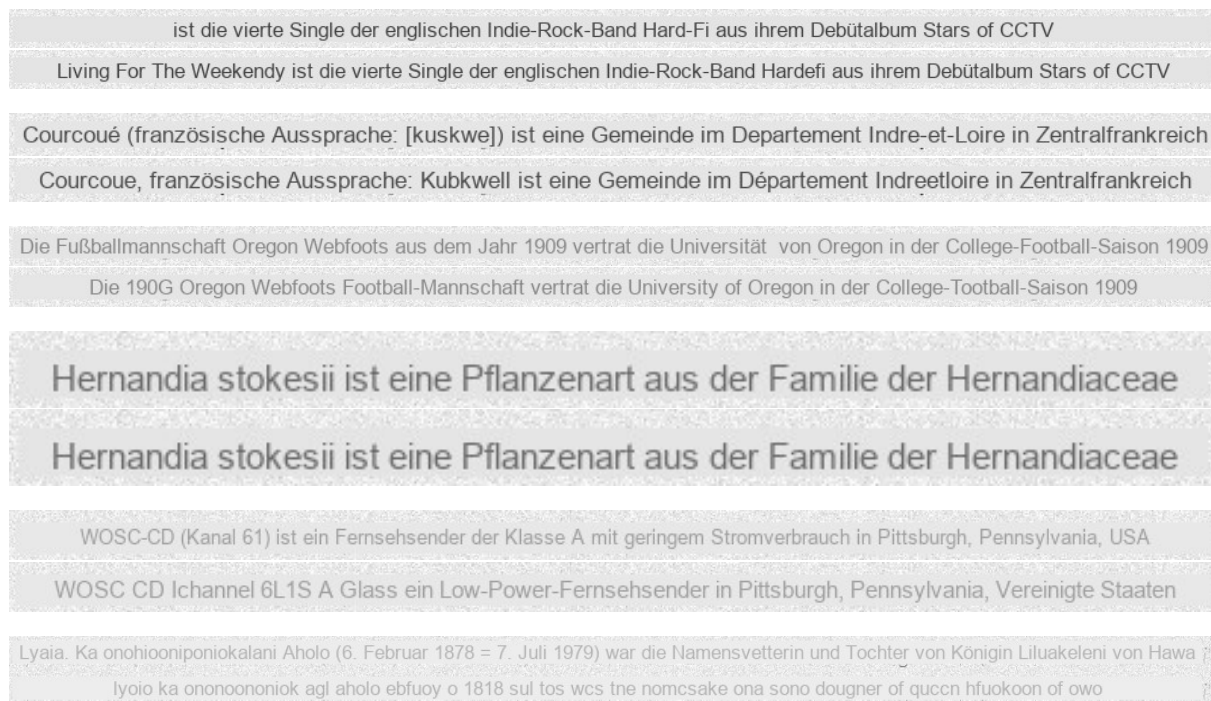 ist die vierte Single der englischen Indie-Rock-Band Hard-Fi aus ihrem Debütalbum Stars of CCTV
Living For The Weekendy ist die vierte Single der englischen Indie-Rock-Band Hardefi aus ihrem Debütalbum Stars of CCTV
Courcoué (französische Aussprache: [kuskwe]) ist eine Gemeinde im Departement Indre-et-Loire in Zentralfrankreich
Courcoue, französische Aussprache: Kubkwell ist eine Gemeinde im Département Indreetloire in Zentralfrankreich
Die Fußballmannschaft Oregon Webfoots aus dem Jahr 1909 vertrat die Universität von Oregon in der College-Football-Saison 1909
Die 190G Oregon Webfoots Football-Mannschaft vertrat die University of Oregon in der College-Tootball-Saison 1909
Hernandia stokesii ist eine Pflanzenart aus der Familie der Hernandiaceae
Hernandia stokesii ist eine Pflanzenart aus der Familie der Hernandiaceae
WOSC-CD (Kanal 61) ist ein Fernsehsender der Klasse A mit geringem Stromverbrauch in Pittsburgh, Pennsylvania, USA
WOSC CD Ichannel 6L1S A Glass ein Low-Power-Fernsehsender in Pittsburgh, Pennsylvania, Vereinigte Staaten
Lyaia. Ka onohiooniponiokalani Aholo (6. Februar 1878 = 7. Juli 1979) war die Namensvetterin und Tochter von Königin Liluakeleni von Hawa
lyoio ka ononoononiok agl aholo ebfuoy o 1818 sul tos wcs tne nomcsake ona sono dougner of quccn hfuokoon of owo